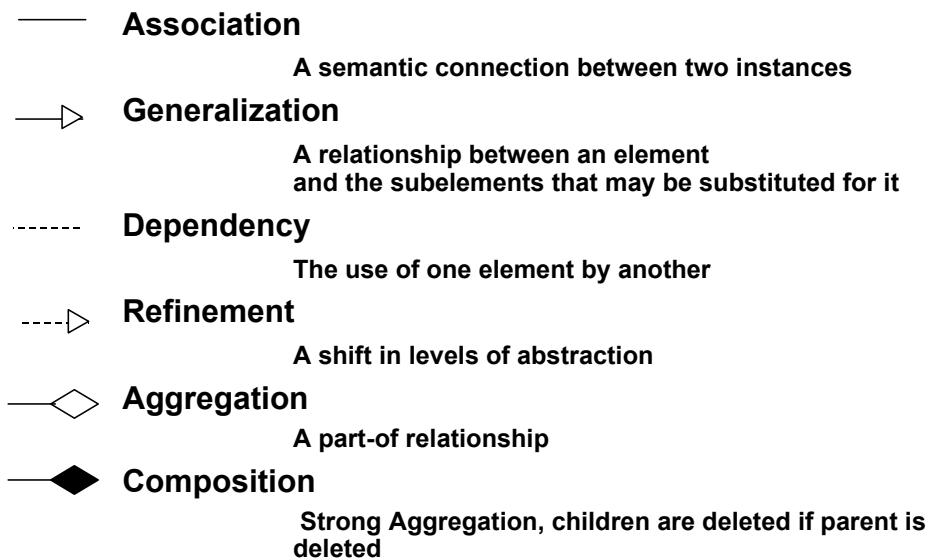 Association
A semantic connection between two instances
Generalization
A relationship between an element
and the subelements that may be substituted for it
Dependency
The use of one element by another
Refinement
A shift in levels of abstraction
Aggregation
A part-of relationship
Composition
Strong Aggregation, children are deleted if parent is
deleted